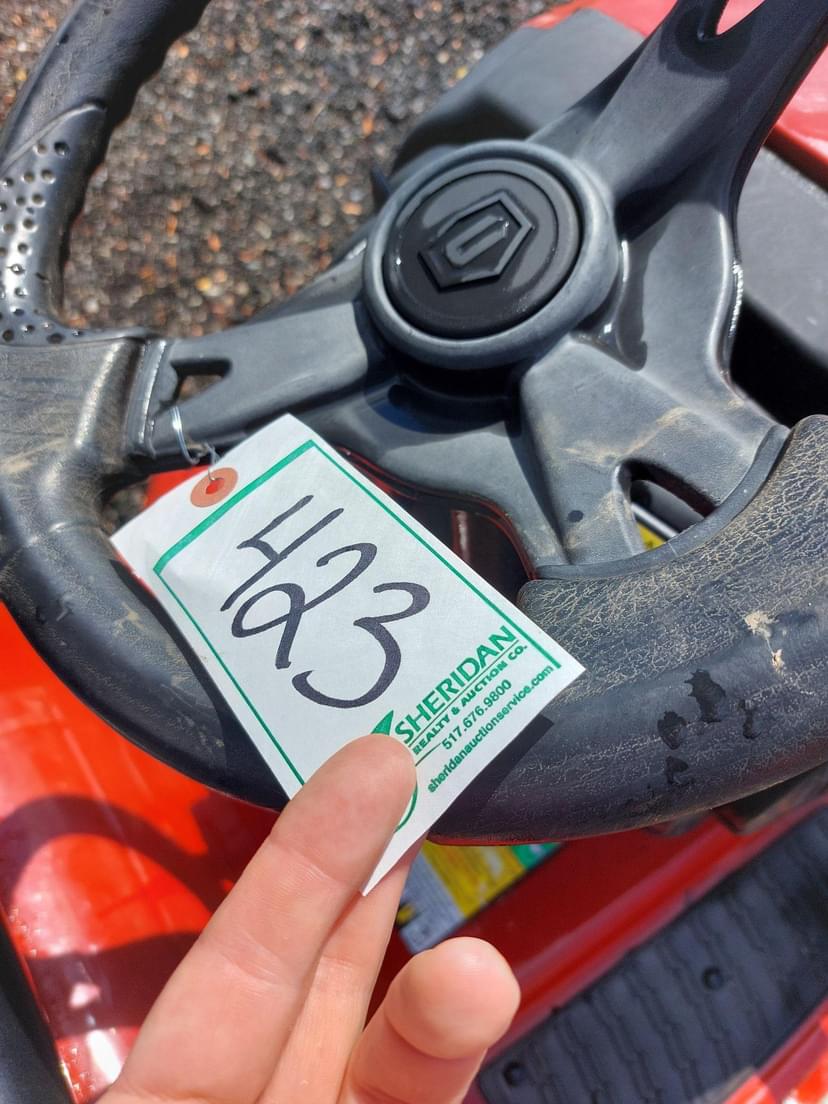 423
SHERIDAN
REALTY & AUCTION CO.
517.676.9800
sheridanauctionservice.com